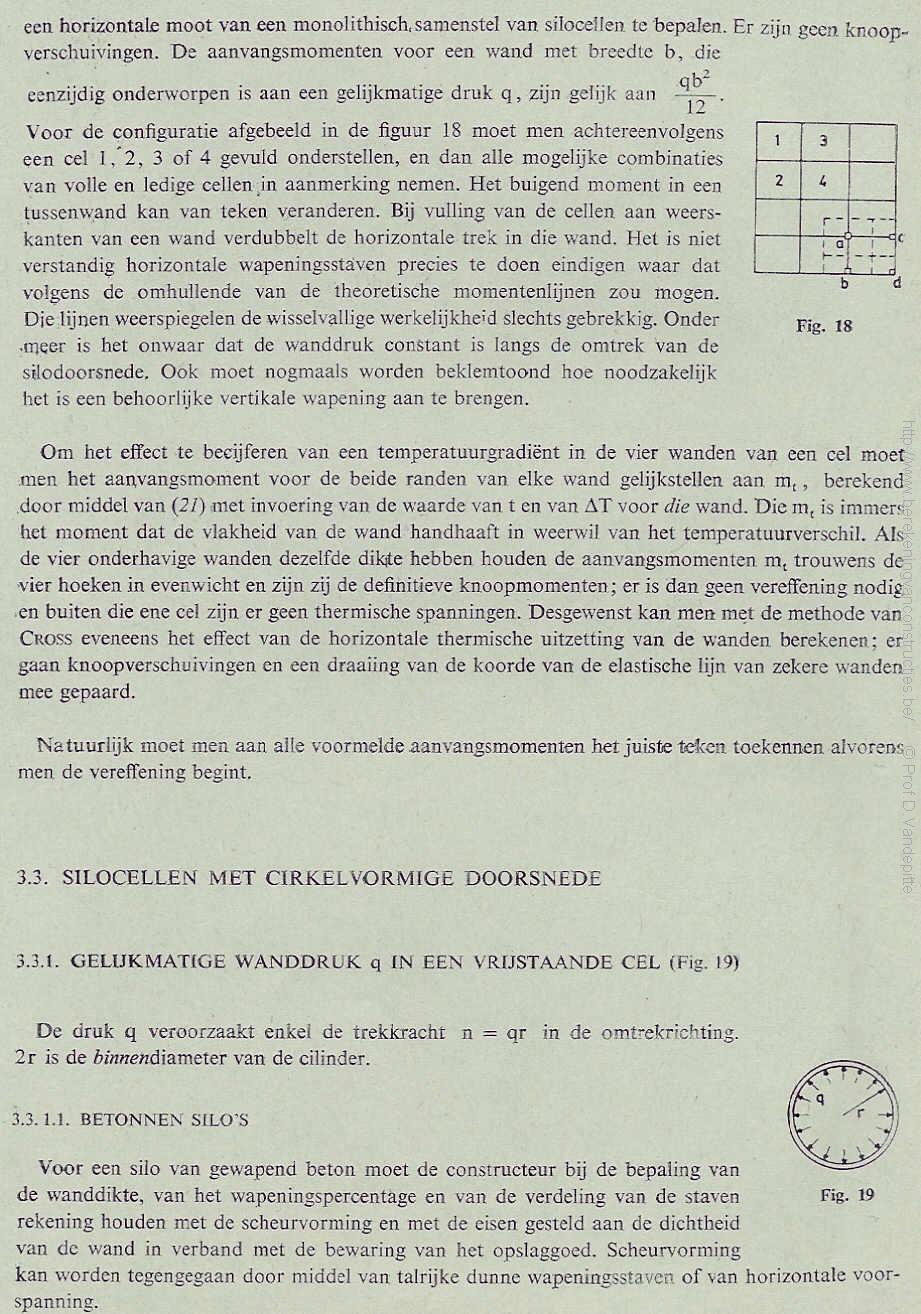 een horizontale moot van een monolithisch samenstel van silocellen te bepalen. Er zijn geen knoop-
verschuivingen. De aanvangsmomenten voor een wand met breedte b, die
eenzijdig onderworpen is aan een gelijkmatige druk q, zijn gelijk aan qb²/12.
Voor de configuratie afgebeeld in de figuur 18 moet men achtereenvolgens
een cel 1, 2, 3 of 4 gevuld onderstellen, en dan alle mogelijke combinaties
van volle en ledige cellen in aanmerking nemen. Het buigend moment in een
tussenwand kan van teken veranderen. Bij vulling van de cellen aan weers-
kanten van een wand verdubbelt de horizontale trek in die wand. Het is niet
verstandig horizontale wapeningsstaven precies te doen eindigen waar dat
volgens de omhullende van de theoretische momentenlijnen zou mogen.
Die lijnen weerspiegelen de wisselvallige werkelijkheid slechts gebrekkig. Onder
meer is het onwaar dat de wanddruk constant is langs de omtrek van de
silodoorsnede. Ook moet nogmaals worden beklemtoond hoe noodzakelijk
het is een behoorlijke vertikale wapening aan te brengen.
1 3
2 4
a c
b d
Fig. 18
Om het effect te becijferen van een temperatuurgradiënt in de vier wanden van een cel moet
men het aanvangsmoment voor de beide randen van elke wand gelijkstellen aan mₜ, berekend
door middel van (21) met invoering van de waarde van t en van ΔT voor die wand. Die mₜ is immers
het moment dat de vlakheid van de wand handhaaft in weerwil van het temperatuurverschil. Als
de vier onderhavige wanden dezelfde dikte hebben houden de aanvangsmomenten mₜ trouwens de
vier hoeken in evenwicht en zijn zij de definitieve knoopmomenten; er is dan geen vereffening nodig
en buiten die ene cel zijn er geen thermische spanningen. Desgewenst kan men met de methode van
CROSS eveneens het effect van de horizontale thermische uitzetting van de wanden berekenen; er
gaan knoopverschuivingen en een draaiing van de koorde van de elastische lijn van zekere wanden
mee gepaard.
Natuurlijk moet men aan alle voormelde aanvangsmomenten het juiste teken toekennen alvorens
men de vereffening begint.
3.3. SILOCELLEN MET CIRKELVORMIGE DOORSNEDE
3.3.1. GELIJKMATIGE WANDDRUK q IN EEN VRIJSTAANDE CEL (Fig. 19)
De druk q veroorzaakt enkel de trekkracht n = qr in de omtrekrichting.
2r is de binnendiameter van de cilinder.
3.3.1.1. BETONNEN SILO'S
q
r
Fig. 19
Voor een silo van gewapend beton moet de constructeur bij de bepaling van
de wanddikte, van het wapeningspercentage en van de verdeling van de staven
rekening houden met de scheurvorming en met de eisen gesteld aan de dichtheid
van de wand in verband met de bewaring van het opslaggoed. Scheurvorming
kan worden tegengegaan door middel van talrijke dunne wapeningsstaven of van horizontale voor-
spanning.
http://www.berekeningvanconstructies.be/ © Prof D Vandepitte